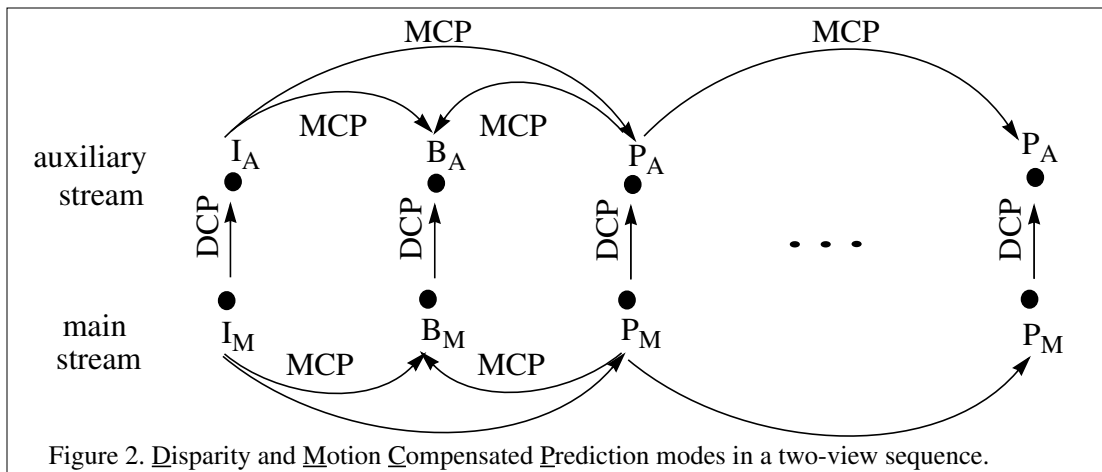 MCP MCP
MCP MCP
auxiliary stream
I_A B_A P_A P_A
DCP DCP DCP DCP
. . .
main stream
I_M B_M P_M P_M
MCP MCP
Figure 2. Disparity and Motion Compensated Prediction modes in a two-view sequence.